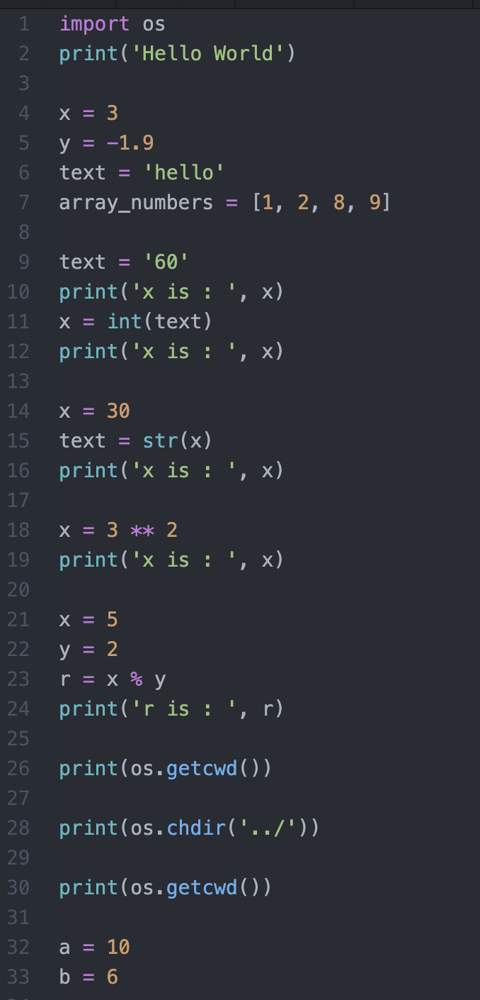 1 import os
2 print('Hello World')
3
4 x = 3
5 y = -1.9
6 text = 'hello'
7 array_numbers = [1, 2, 8, 9]
8
9 text = '60'
10 print('x is : ', x)
11 x = int(text)
12 print('x is : ', x)
13
14 x = 30
15 text = str(x)
16 print('x is : ', x)
17
18 x = 3 ** 2
19 print('x is : ', x)
20
21 x = 5
22 y = 2
23 r = x % y
24 print('r is : ', r)
25
26 print(os.getcwd())
27
28 print(os.chdir('../'))
29
30 print(os.getcwd())
31
32 a = 10
33 b = 6